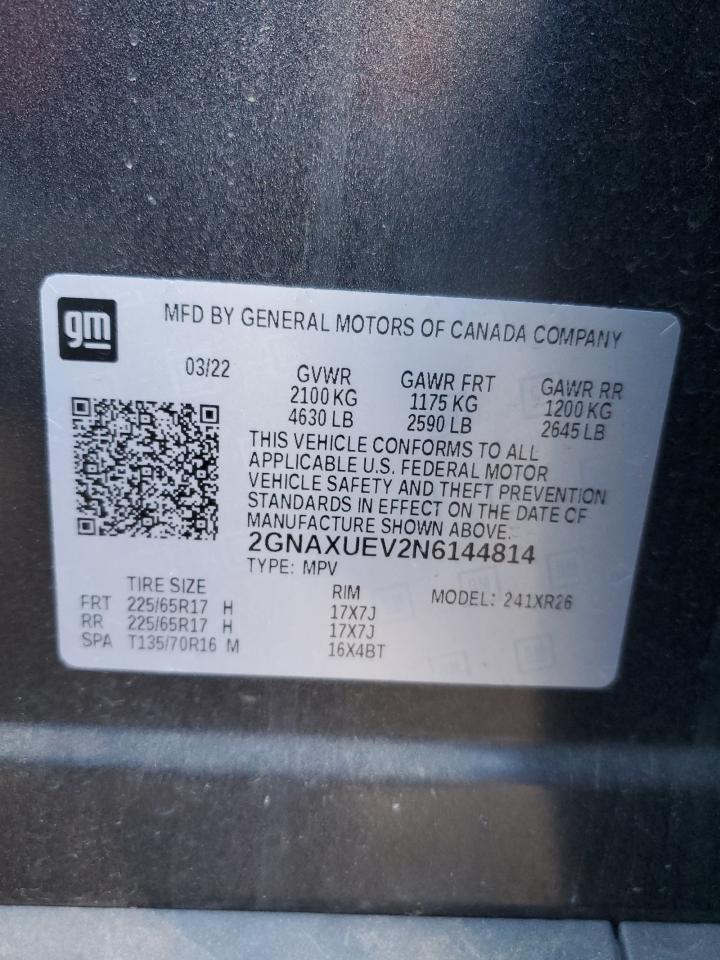 gm
MFD BY GENERAL MOTORS OF CANADA COMPANY
03/22 GVWR GAWR FRT GAWR RR
2100 KG 1175 KG 1200 KG
4630 LB 2590 LB 2645 LB
THIS VEHICLE CONFORMS TO ALL
APPLICABLE U.S. FEDERAL MOTOR
VEHICLE SAFETY AND THEFT PREVENTION
STANDARDS IN EFFECT ON THE DATE OF
MANUFACTURE SHOWN ABOVE.
2GNAXUEV2N6144814
TYPE: MPV
TIRE SIZE RIM MODEL: 241XR26
FRT 225/65R17 H 17X7J
RR 225/65R17 H 17X7J
SPA T135/70R16 M 16X4BT